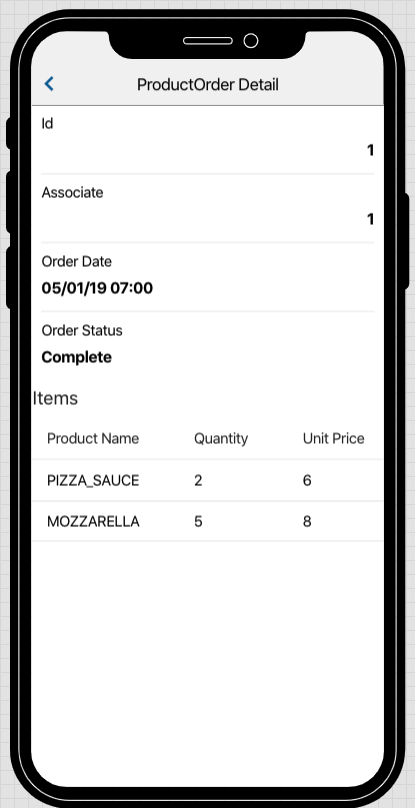 ProductOrder Detail
Id
1
Associate
1
Order Date
05/01/19 07:00
Order Status
Complete
Items
Product Name Quantity Unit Price
PIZZA_SAUCE 2 6
MOZZARELLA 5 8